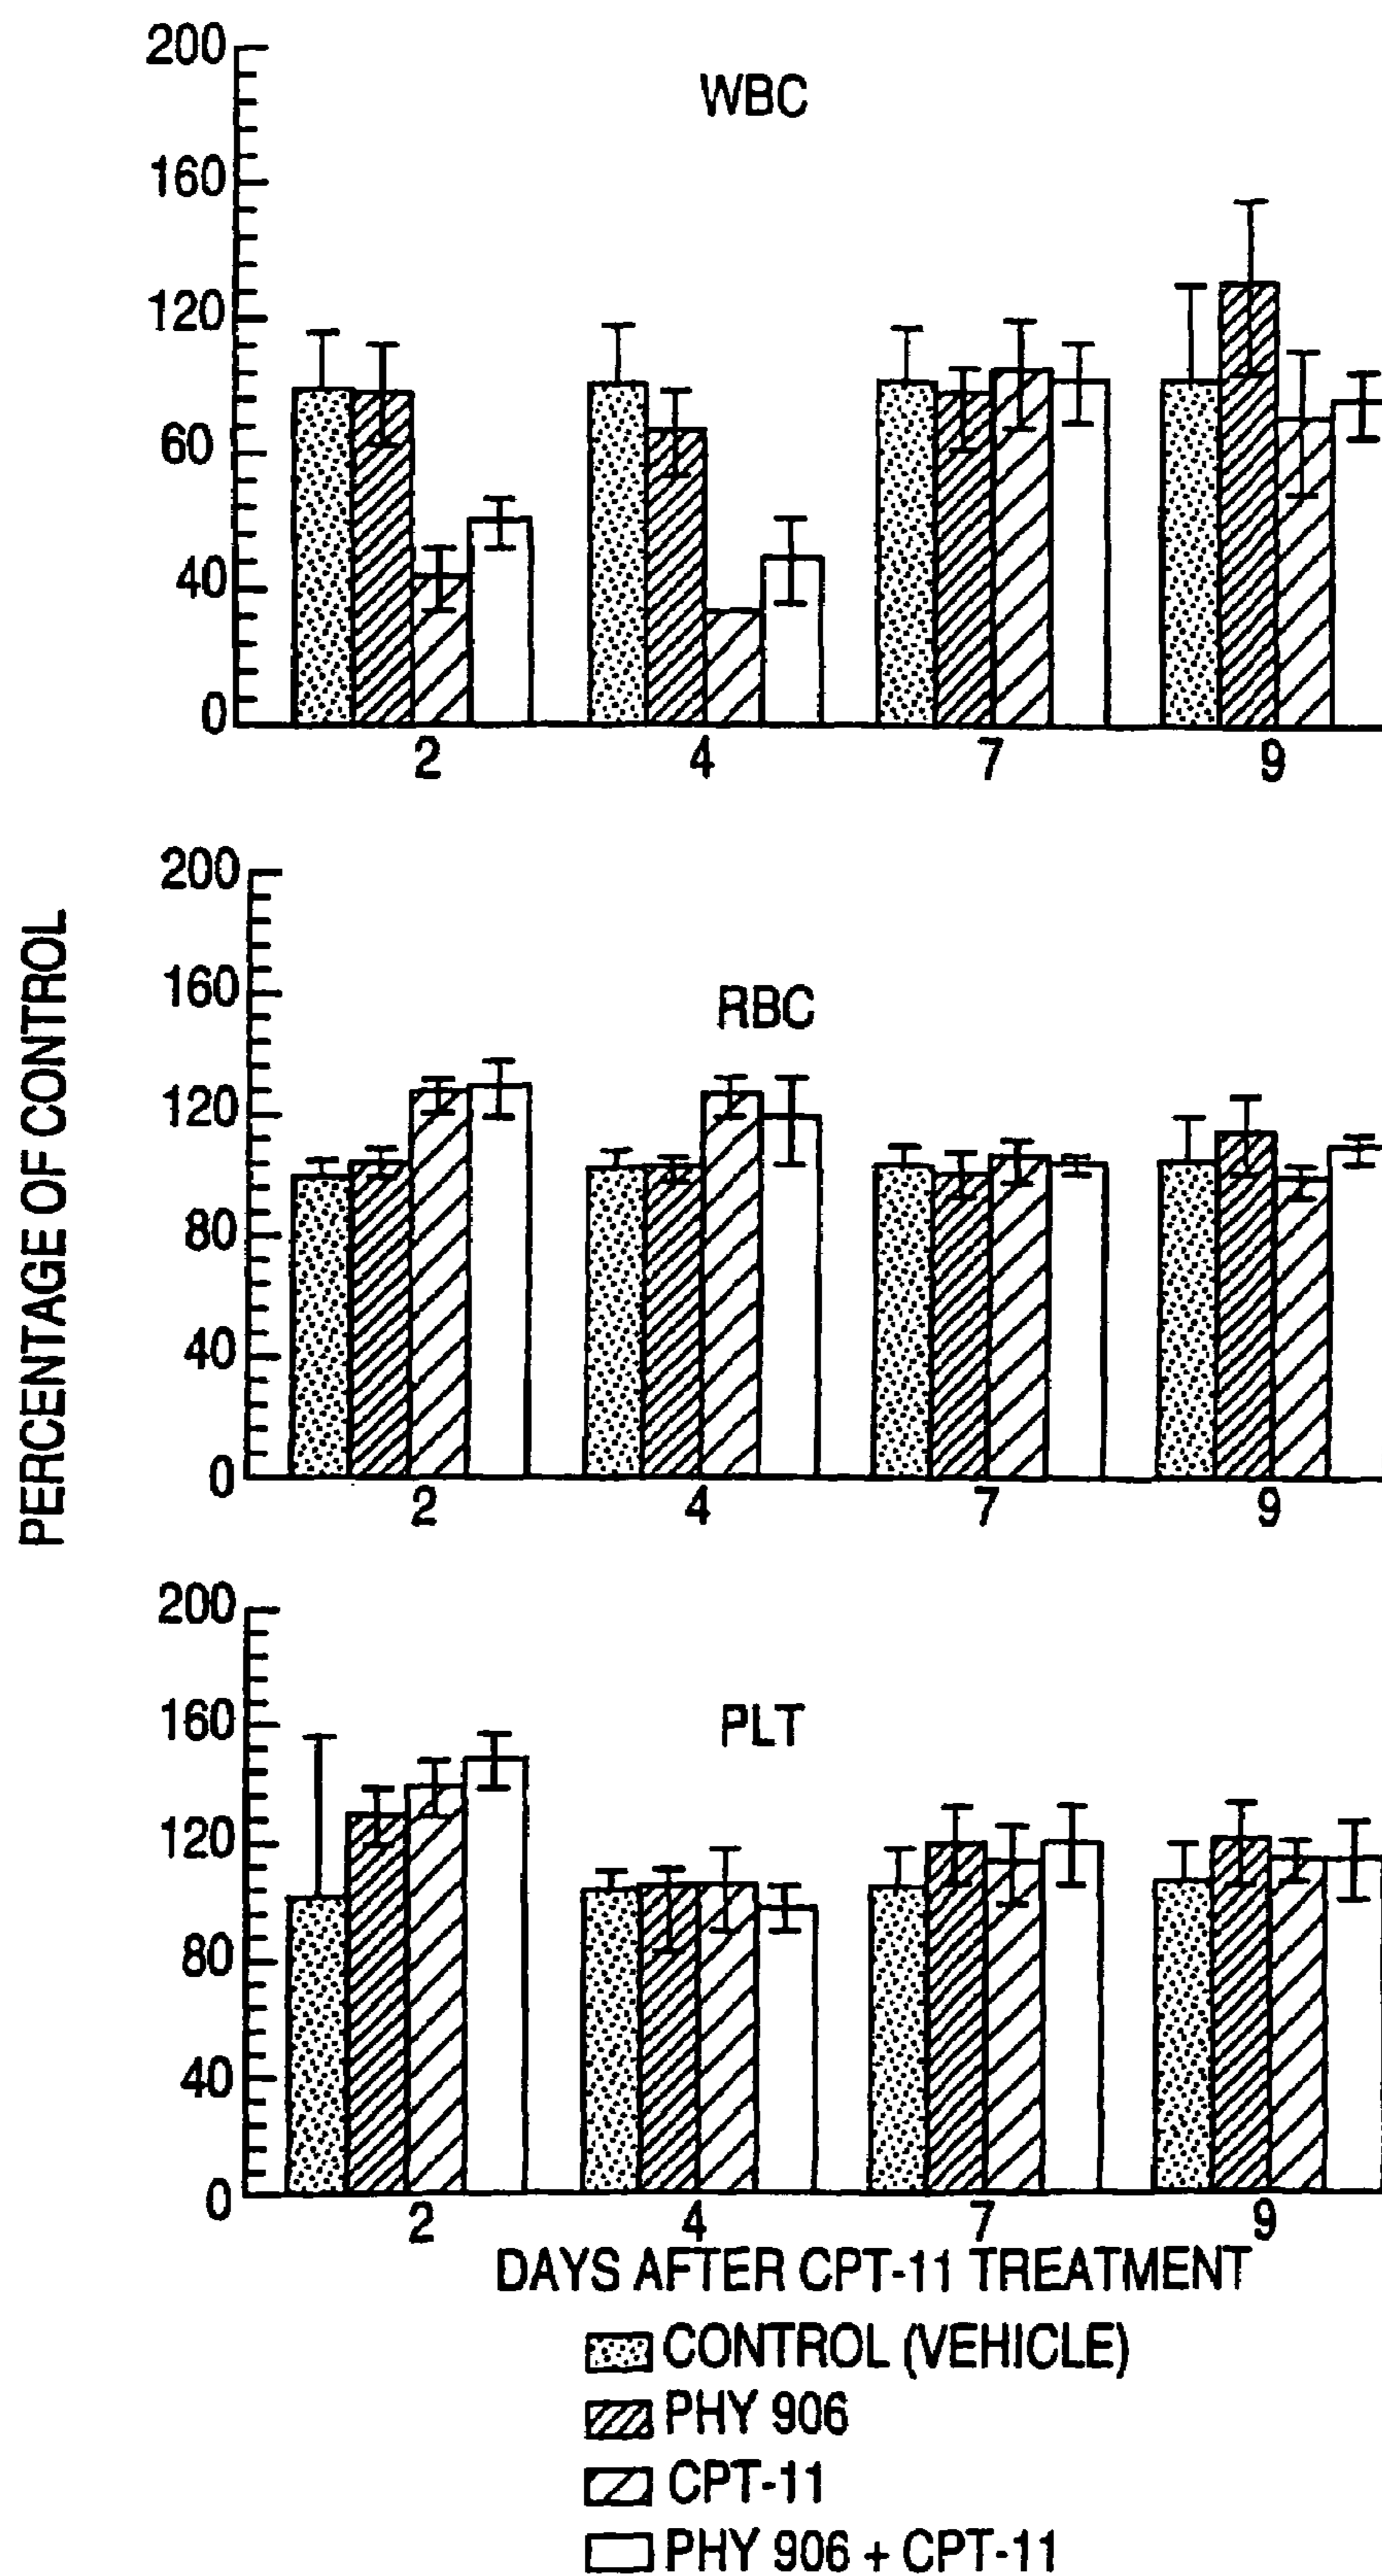 WBC
200
160
120
60
40
0
2 4 7 9
PERCENTAGE OF CONTROL
RBC
200
160
120
80
40
0
2 4 7 9
PLT
200
160
120
80
40
0
2 4 7 9
DAYS AFTER CPT-11 TREATMENT
CONTROL (VEHICLE)
PHY 906
CPT-11
PHY 906 + CPT-11